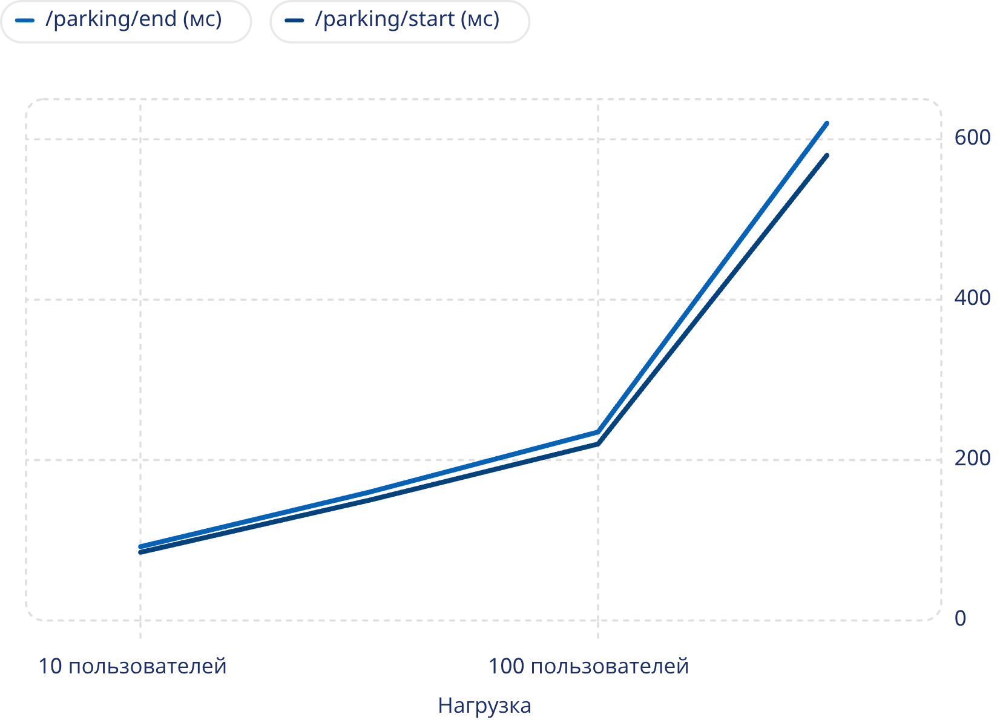 /parking/end (мс)
/parking/start (мс)
600
400
200
0
10 пользователей
100 пользователей
Нагрузка